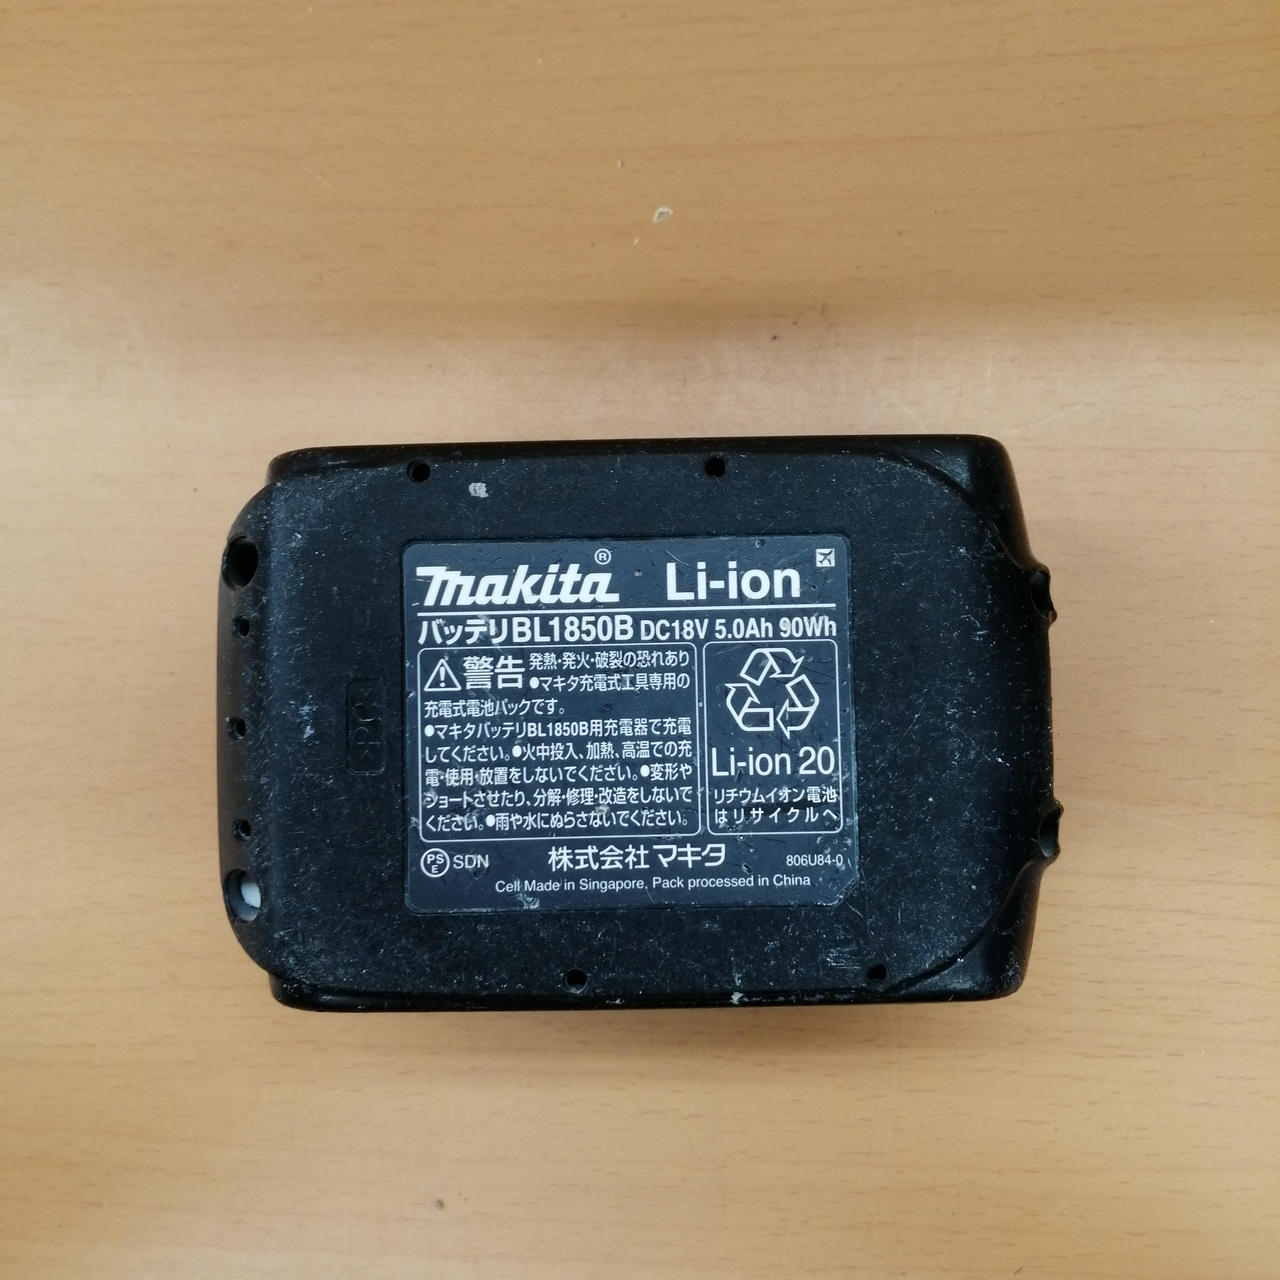 makita® Li-ion
バッテリBL1850B DC18V 5.0Ah 90Wh
警告 発熱・発火・破裂の恐れあり
●マキタ充電式工具専用の
充電式電池パックです。
●マキタバッテリBL1850B用充電器で充電
してください。●火中投入、加熱、高温での充
電・使用・放置をしないでください。●変形や
ショートさせたり、分解・修理・改造をしないで
ください。●雨や水にぬらさないでください。
Li-ion 20
リチウムイオン電池
はリサイクルへ
PSE SDN 株式会社マキタ 806U84-0
Cell Made in Singapore, Pack processed in China